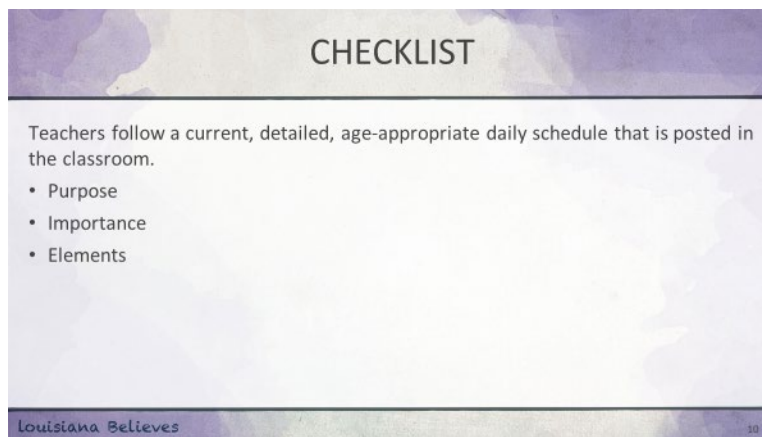 CHECKLIST
Teachers follow a current, detailed, age-appropriate daily schedule that is posted in
the classroom.
• Purpose
• Importance
• Elements
Louisiana Believes
10